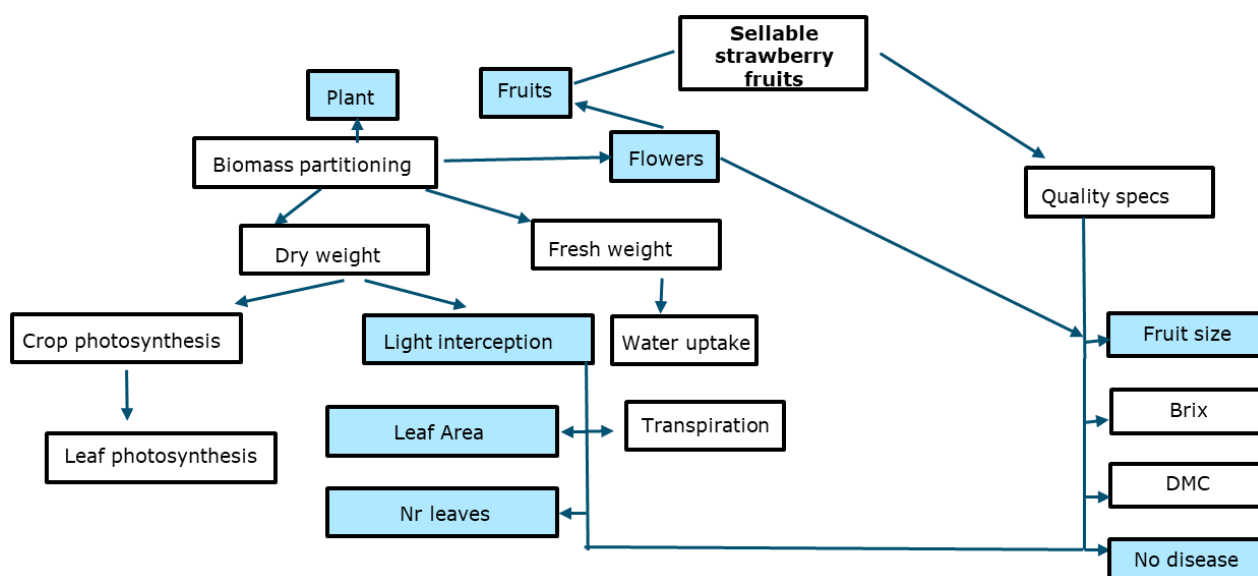 Sellable
strawberry
fruits
Plant
Fruits
Biomass partitioning
Flowers
Quality specs
Dry weight
Fresh weight
Crop photosynthesis
Light interception
Water uptake
Fruit size
Leaf Area
Transpiration
Brix
Leaf photosynthesis
DMC
Nr leaves
No disease